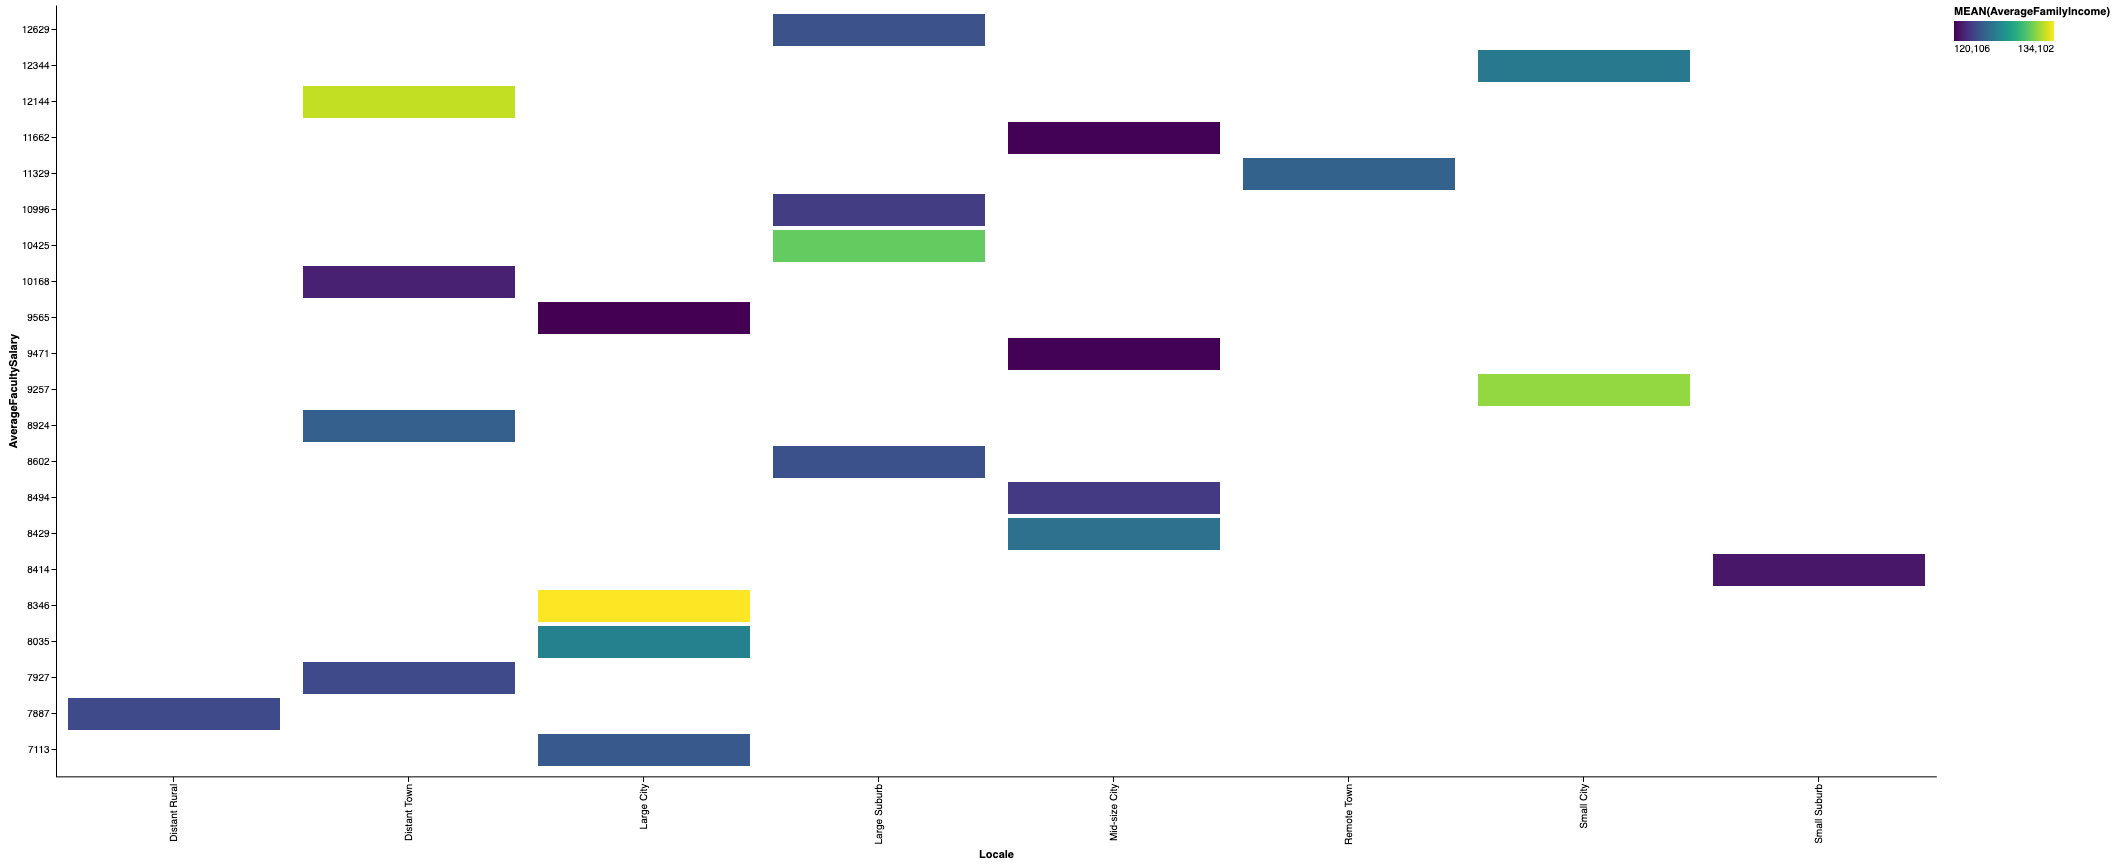 MEAN(AverageFamilyIncome)
120,106 134,102
AverageFacultySalary
12629
12344
12144
11662
11329
10996
10425
10168
9565
9471
9257
8924
8602
8494
8429
8414
8346
8035
7927
7887
7113
Distant Rural
Distant Town
Large City
Large Suburb
Mid-size City
Remote Town
Small City
Small Suburb
Locale